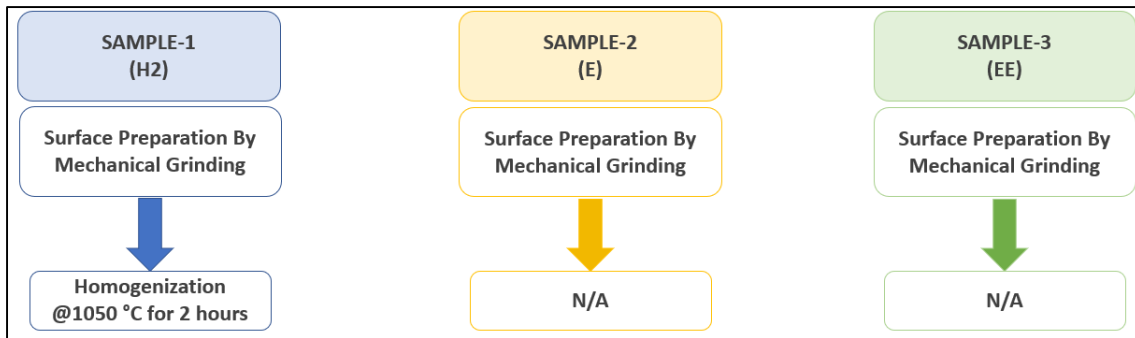 SAMPLE-1
(H2)
SAMPLE-2
(E)
SAMPLE-3
(EE)
Surface Preparation By
Mechanical Grinding
Surface Preparation By
Mechanical Grinding
Surface Preparation By
Mechanical Grinding
Homogenization
@1050 °C for 2 hours
N/A
N/A